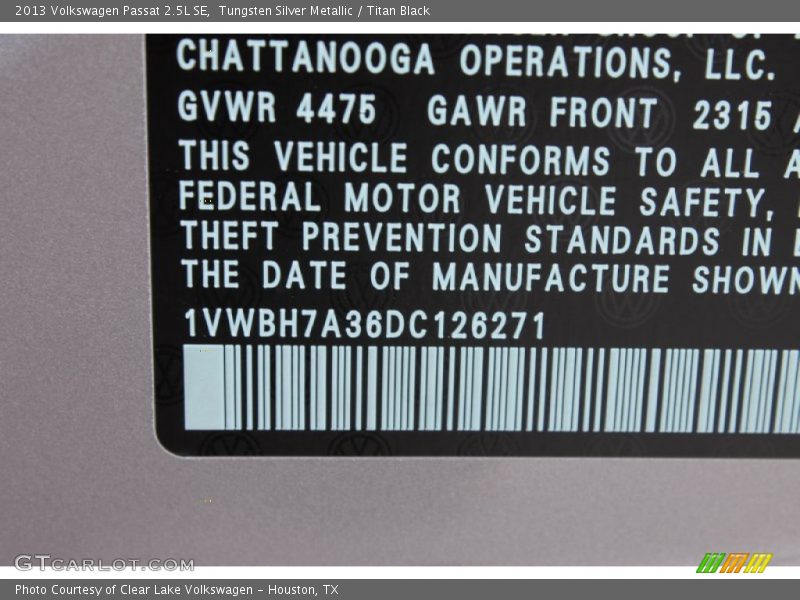 2013 Volkswagen Passat 2.5L SE, Tungsten Silver Metallic / Titan Black
CHATTANOOGA OPERATIONS, LLC.
GVWR 4475 GAWR FRONT 2315
THIS VEHICLE CONFORMS TO ALL A
FEDERAL MOTOR VEHICLE SAFETY,
THEFT PREVENTION STANDARDS IN E
THE DATE OF MANUFACTURE SHOWN
1VWBH7A36DC126271
GTCARLOT.COM
Photo Courtesy of Clear Lake Volkswagen – Houston, TX